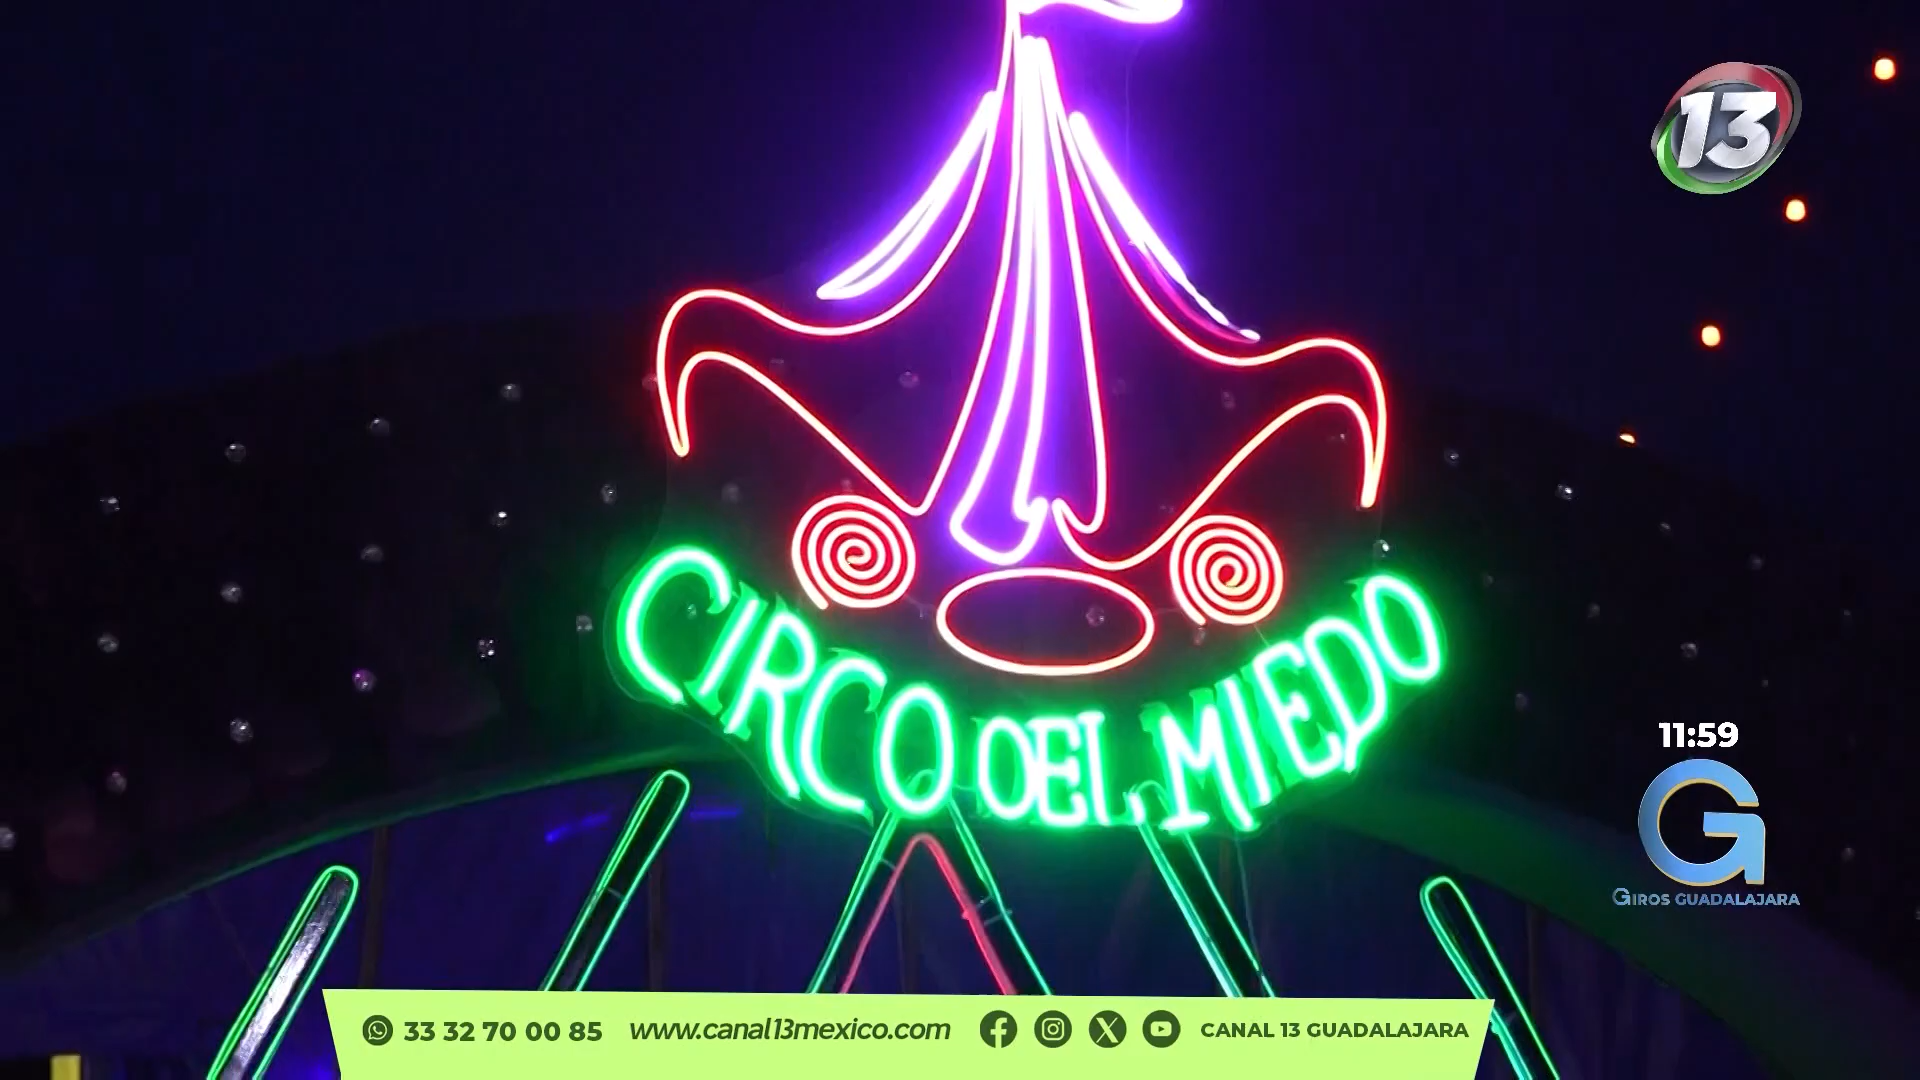 13
CIRCO DEL MIEDO
11:59
G
GIROS GUADALAJARA
33 32 70 00 85 www.canal13mexico.com CANAL 13 GUADALAJARA